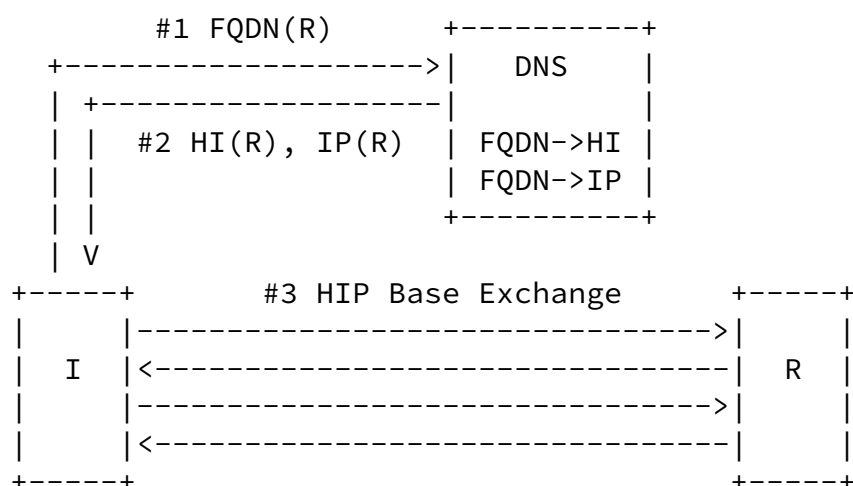 #1 FQDN(R)
DNS
#2 HI(R), IP(R)
FQDN->HI
FQDN->IP
V
#3 HIP Base Exchange
I
R